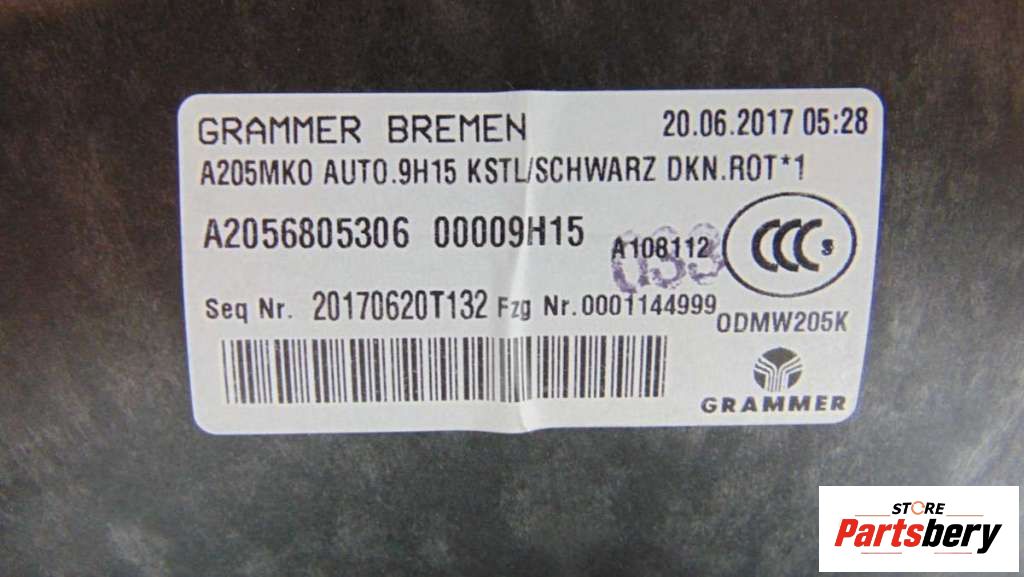 GRAMMER BREMEN 20.06.2017 05:28
A205MKO AUTO.9H15 KSTL/SCHWARZ DKN.ROT*1
A2056805306 00009H15
A108112
033
CCC S
Seq Nr. 20170620T132 Fzg Nr.0001144999
ODMW205K
GRAMMER
STORE
Partsbery